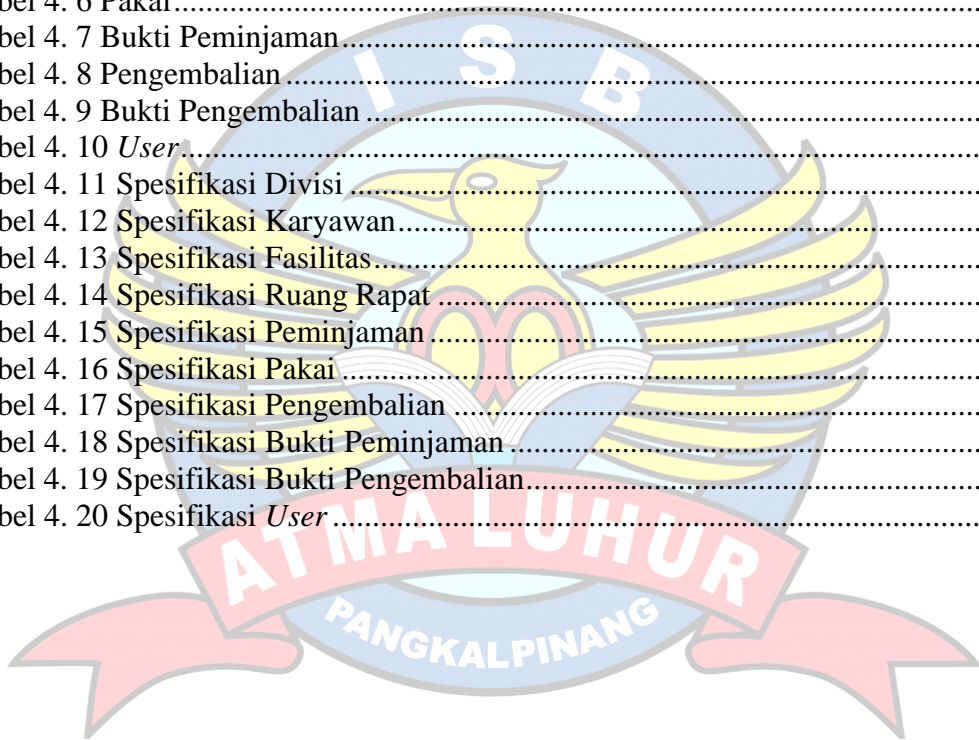 bel 4. 6 Pakai
bel 4. 7 Bukti Peminjaman
bel 4. 8 Pengembalian
bel 4. 9 Bukti Pengembalian
bel 4. 10 User
bel 4. 11 Spesifikasi Divisi
bel 4. 12 Spesifikasi Karyawan
bel 4. 13 Spesifikasi Fasilitas
bel 4. 14 Spesifikasi Ruang Rapat
bel 4. 15 Spesifikasi Peminjaman
bel 4. 16 Spesifikasi Pakai
bel 4. 17 Spesifikasi Pengembalian
bel 4. 18 Spesifikasi Bukti Peminjaman
bel 4. 19 Spesifikasi Bukti Pengembalian
bel 4. 20 Spesifikasi User
I S B
ATMA LUHUR
PANGKALPINANG